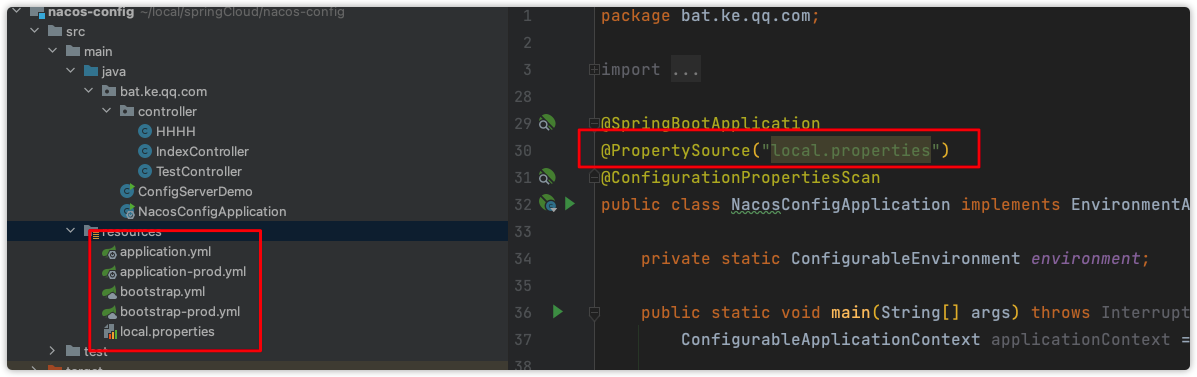 nacos-config ~/local/springCloud/nacos-config
src
main
java
bat.ke.qq.com
controller
HHHH
IndexController
TestController
ConfigServerDemo
NacosConfigApplication
resources
application.yml
application-prod.yml
bootstrap.yml
bootstrap-prod.yml
local.properties
test
target
1 package bat.ke.qq.com;
2
3 import ...
28
29 @SpringBootApplication
30 @PropertySource("local.properties")
31 @ConfigurationPropertiesScan
32 public class NacosConfigApplication implements EnvironmentA
33
34 private static ConfigurableEnvironment environment;
35
36 public static void main(String[] args) throws Interrupt
37 ConfigurableApplicationContext applicationContext =
38